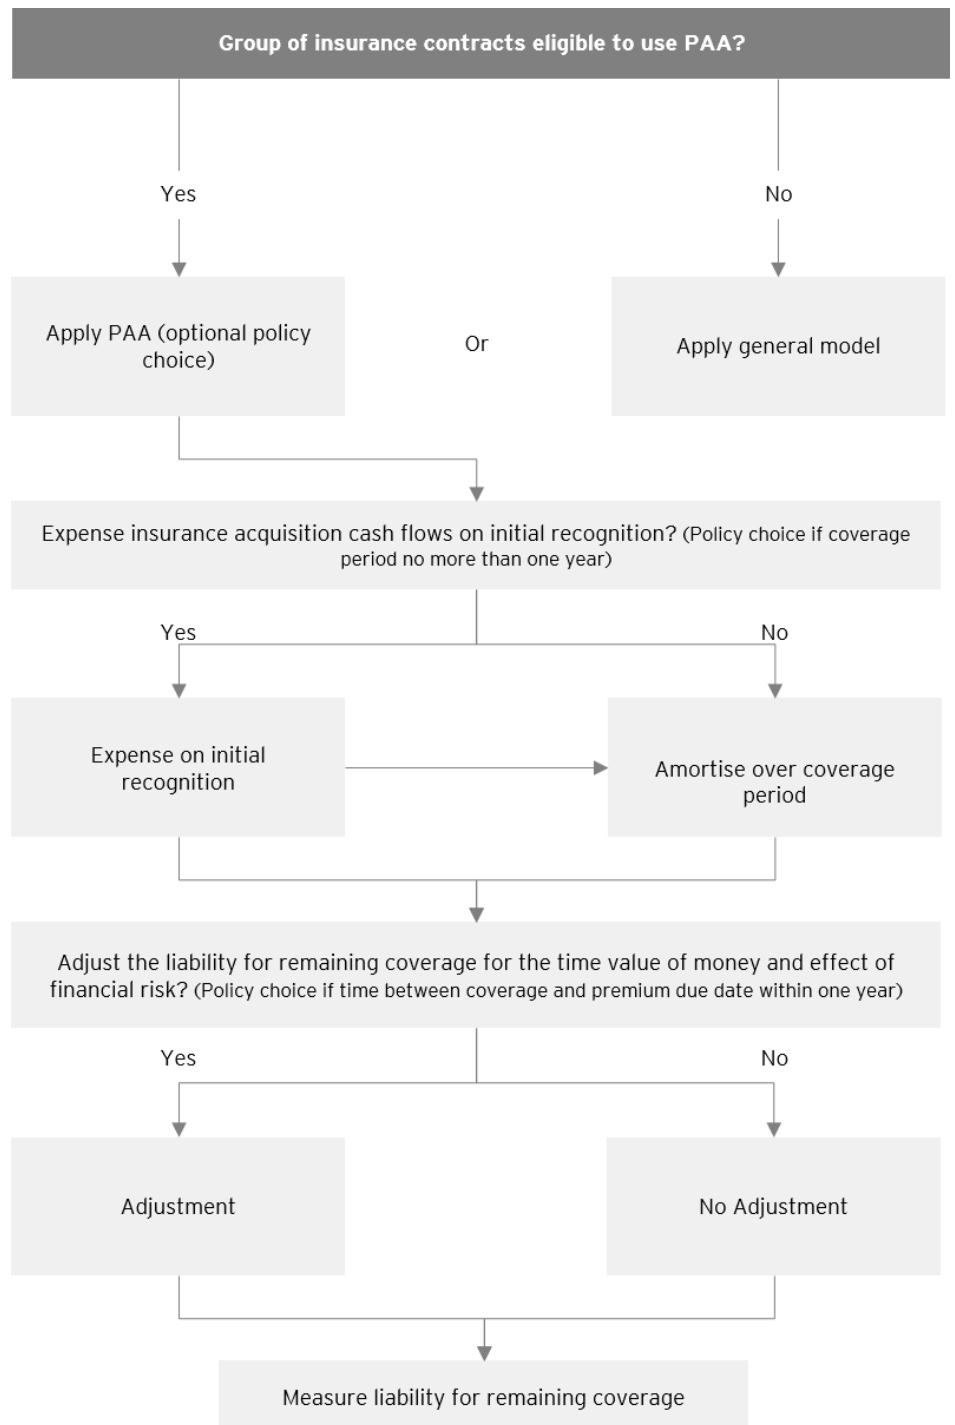 Group of insurance contracts eligible to use PAA?
Yes
No
Apply PAA (optional policy
choice)
Or
Apply general model
Expense insurance acquisition cash flows on initial recognition? (Policy choice if coverage
period no more than one year)
Yes
No
Expense on initial
recognition
Amortise over coverage
period
Adjust the liability for remaining coverage for the time value of money and effect of
financial risk? (Policy choice if time between coverage and premium due date within one year)
Yes
No
Adjustment
No Adjustment
Measure liability for remaining coverage